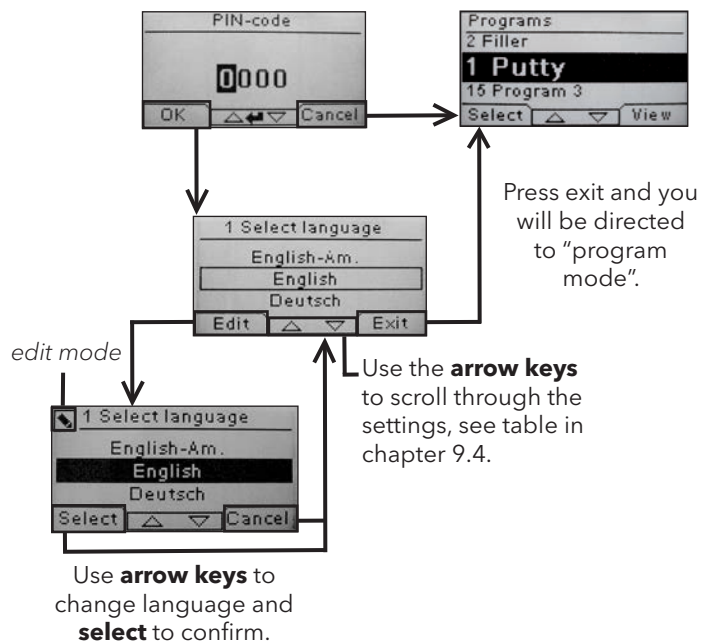 PIN-code
0000
OK
Cancel
Programs
2 Filler
1 Putty
15 Program 3
Select
View
Press exit and you
will be directed
to “program
mode”.
1 Select language
English-Am.
English
Deutsch
Edit
Exit
edit mode
Use the arrow keys
to scroll through the
settings, see table in
chapter 9.4.
1 Select language
English-Am.
English
Deutsch
Select
Cancel
Use arrow keys to
change language and
select to confirm.